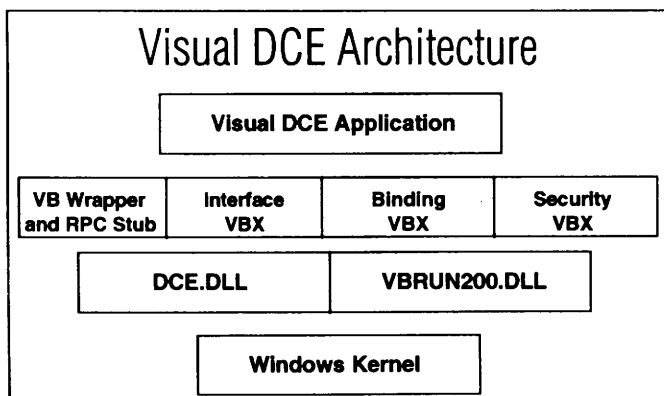 Visual DCE Architecture
Visual DCE Application
VB Wrapper
and RPC Stub
Interface
VBX
Binding
VBX
Security
VBX
DCE.DLL
VBRUN200.DLL
Windows Kernel